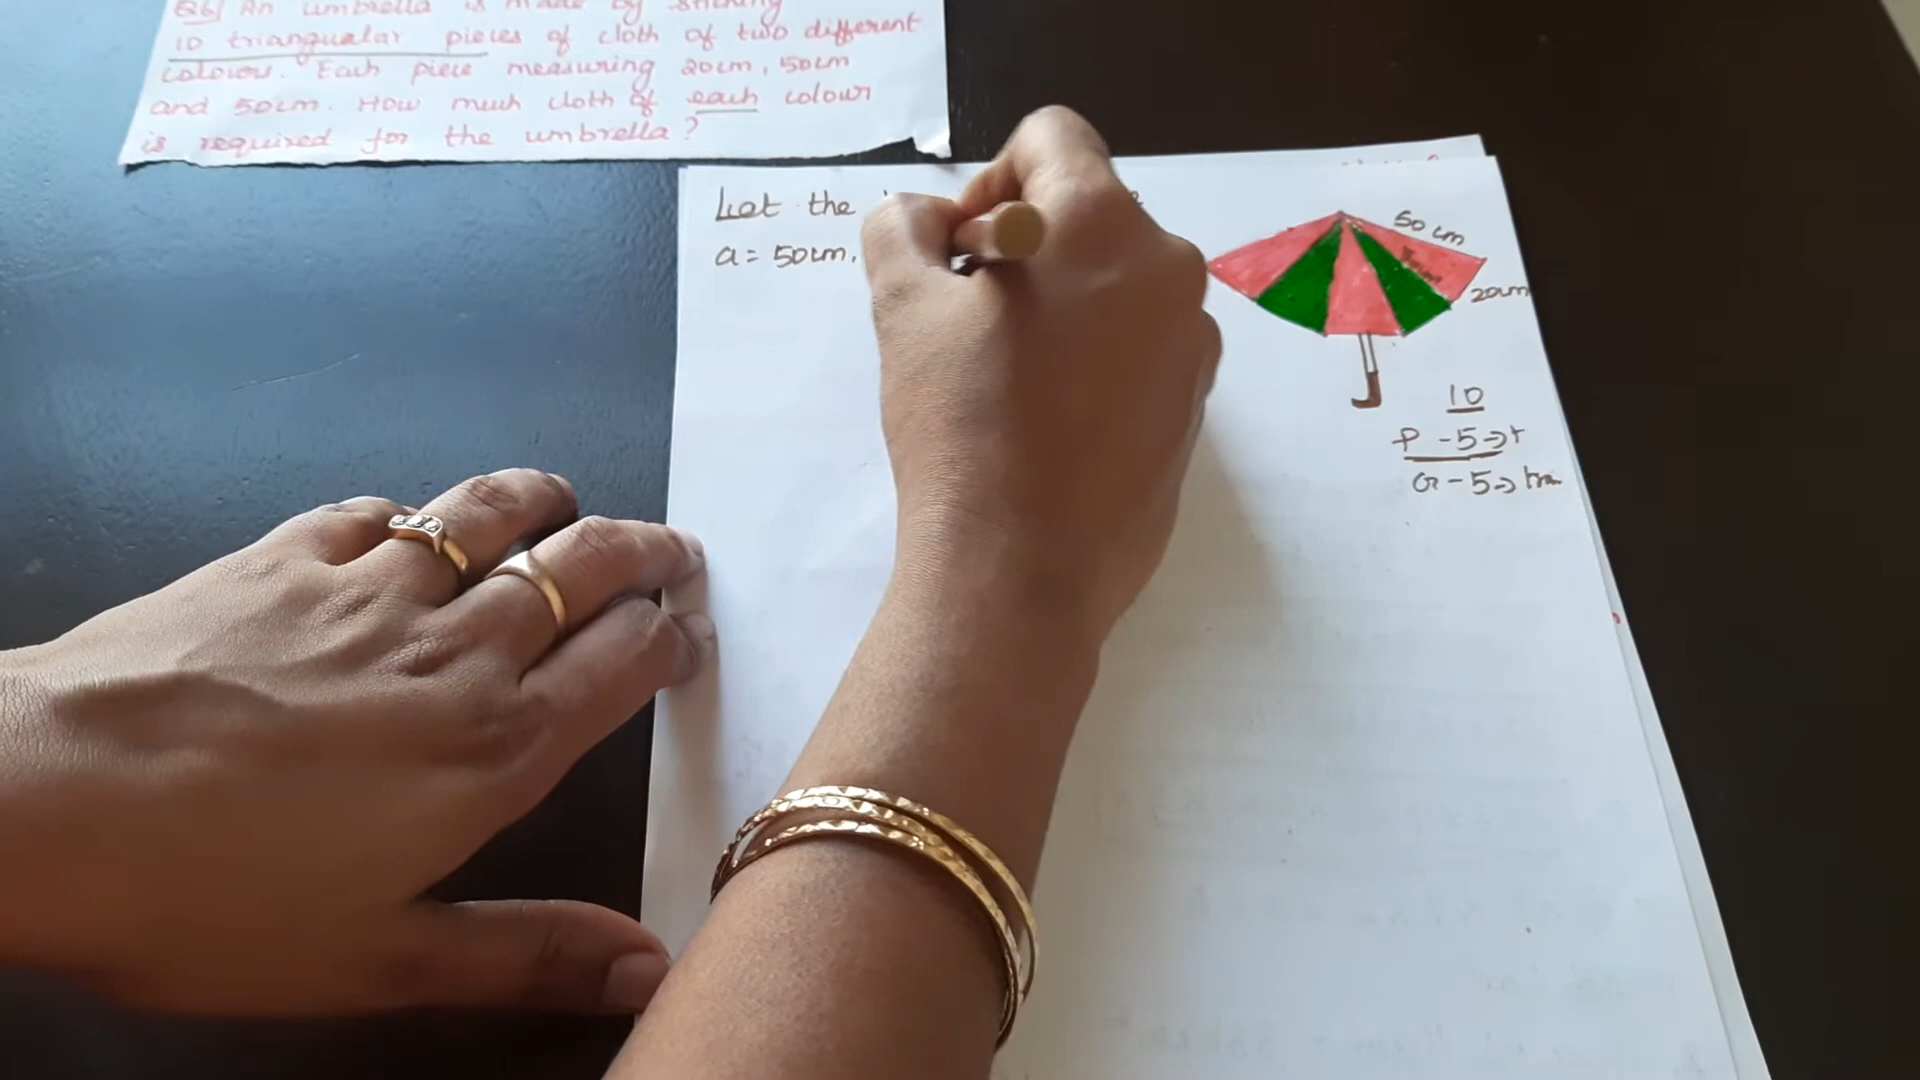 Q6) An umbrella is made by stitching
10 triangualar pieces of cloth of two different
colours. Each piece measuring 20cm, 50cm
and 50cm. How much cloth of each colour
is required for the umbrella?
Let the
a = 50cm,
50 cm
20cm
10
P - 5 → t
G - 5 →